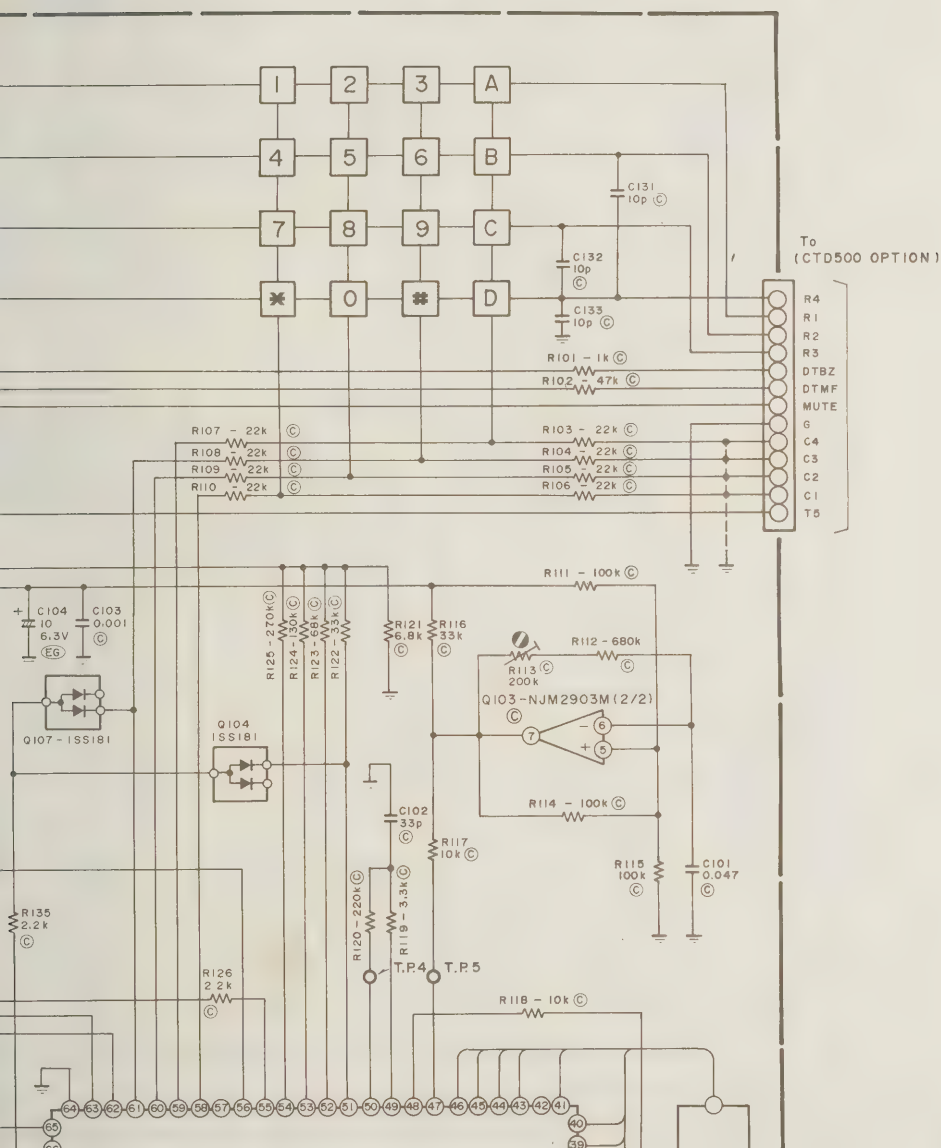 1 2 3 A
4 5 6 B
7 8 9 C
* 0 # D
C131
10p C
C132
10p
C
C133
10p C
To
(CTD500 OPTION)
R4
R1
R2
R3
DTBZ
DTMF
MUTE
G
C4
C3
C2
C1
T5
R101 - 1k C
R102 - 47k C
R107 - 22k C
R108 - 22k C
R109 - 22k C
R110 - 22k C
R103 - 22k C
R104 - 22k C
R105 - 22k C
R106 - 22k C
R111 - 100k C
+ C104
10
6.3V
EG
C103
0.001
C
R125-270k C
R124-130k C
R123-68k C
R122-33k C
R121
6.8k
C
R116
33k
C
R112-680k
C
R113 C
200k
Q103-NJM2903M(2/2)
C
7
- 6
+ 5
Q107-1SS181
Q104
1SS181
C102
33p
C
R114 - 100k C
R117
10k C
R115
100k
C
C101
0.047
C
R120-220k C
R119-3.3k C
R135
2.2k
C
T.P.4 T.P.5
R126
2 2k
C
R118 - 10k C
64 63 62 61 60 59 58 57 56 55 54 53 52 51 50 49 48 47 46 45 44 43 42 41
65
40
66
39